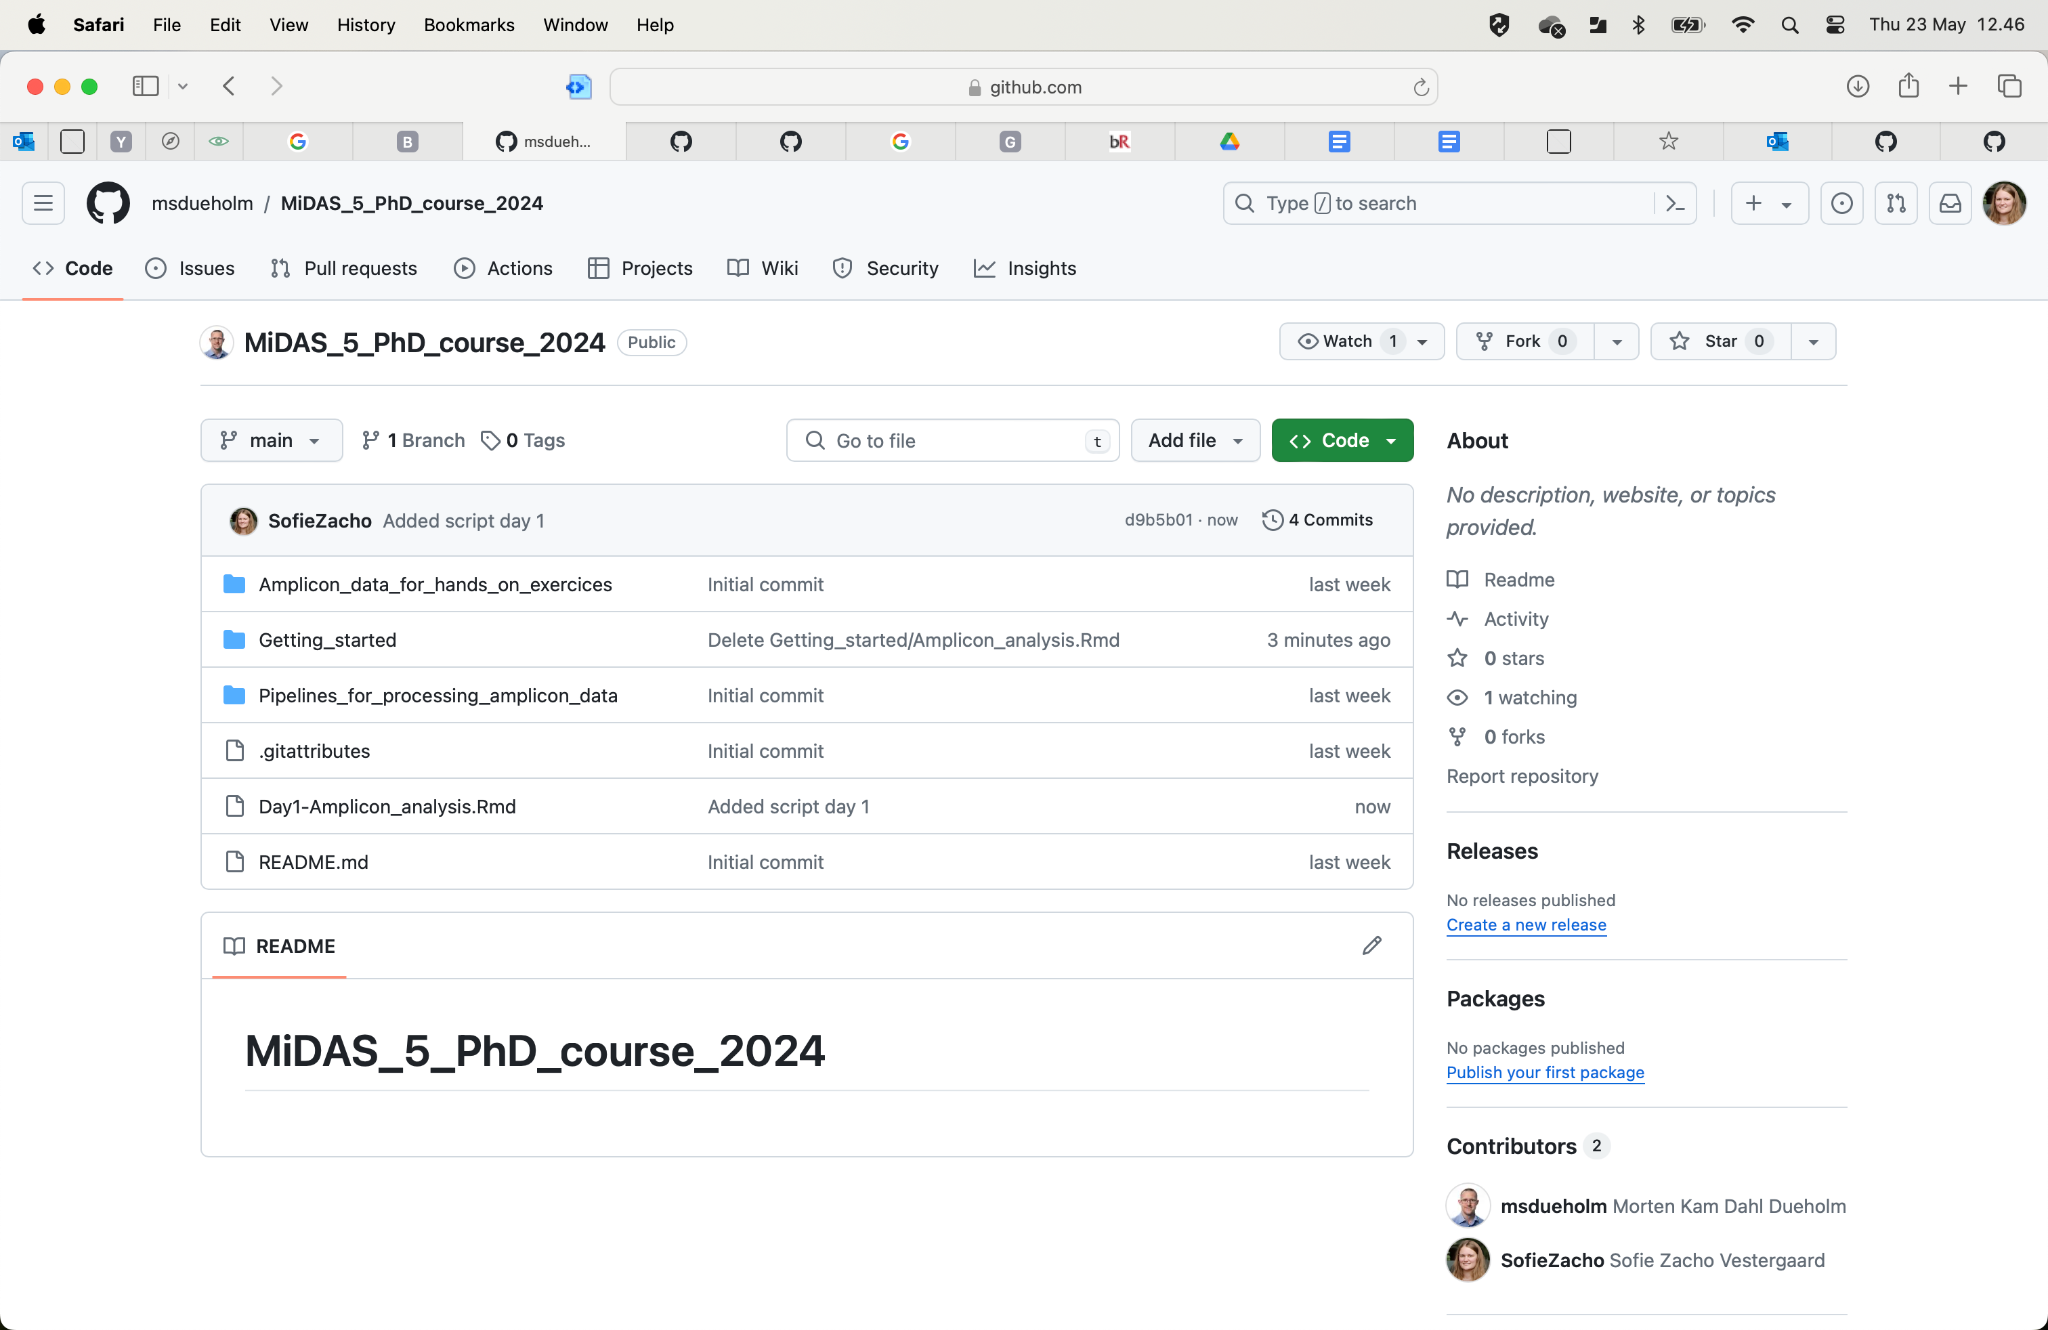 Safari File Edit View History Bookmarks Window Help Thu 23 May 12.46
github.com
Y G B msdueh... G G bR
msdueholm / MiDAS_5_PhD_course_2024 Type / to search
Code Issues Pull requests Actions Projects Wiki Security Insights
MiDAS_5_PhD_course_2024 Public Watch 1 Fork 0 Star 0
main 1 Branch 0 Tags Go to file t Add file Code
SofieZacho Added script day 1 d9b5b01 · now 4 Commits
Amplicon_data_for_hands_on_exercices Initial commit last week
Getting_started Delete Getting_started/Amplicon_analysis.Rmd 3 minutes ago
Pipelines_for_processing_amplicon_data Initial commit last week
.gitattributes Initial commit last week
Day1-Amplicon_analysis.Rmd Added script day 1 now
README.md Initial commit last week
README
MiDAS_5_PhD_course_2024
About
No description, website, or topics
provided.
Readme
Activity
0 stars
1 watching
0 forks
Report repository
Releases
No releases published
Create a new release
Packages
No packages published
Publish your first package
Contributors 2
msdueholm Morten Kam Dahl Dueholm
SofieZacho Sofie Zacho Vestergaard